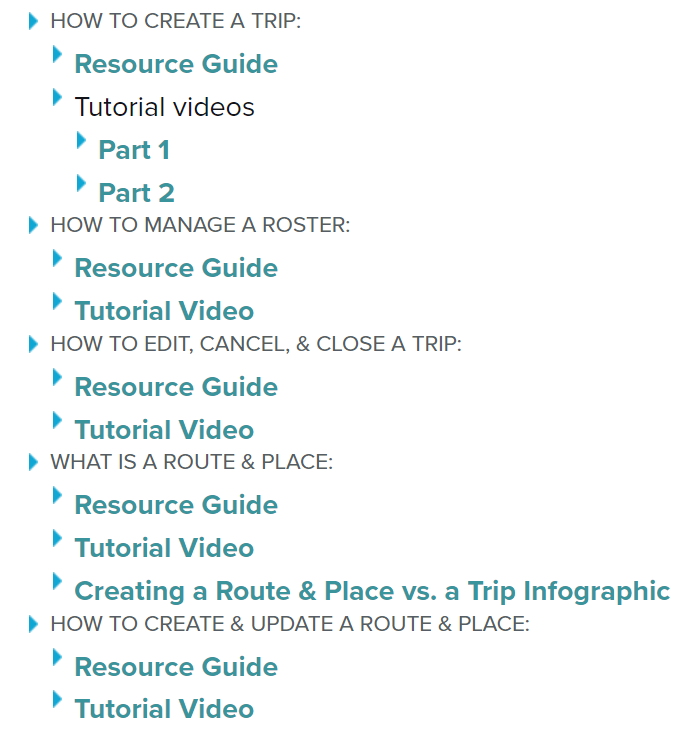 HOW TO CREATE A TRIP:
Resource Guide
Tutorial videos
Part 1
Part 2
HOW TO MANAGE A ROSTER:
Resource Guide
Tutorial Video
HOW TO EDIT, CANCEL, & CLOSE A TRIP:
Resource Guide
Tutorial Video
WHAT IS A ROUTE & PLACE:
Resource Guide
Tutorial Video
Creating a Route & Place vs. a Trip Infographic
HOW TO CREATE & UPDATE A ROUTE & PLACE:
Resource Guide
Tutorial Video